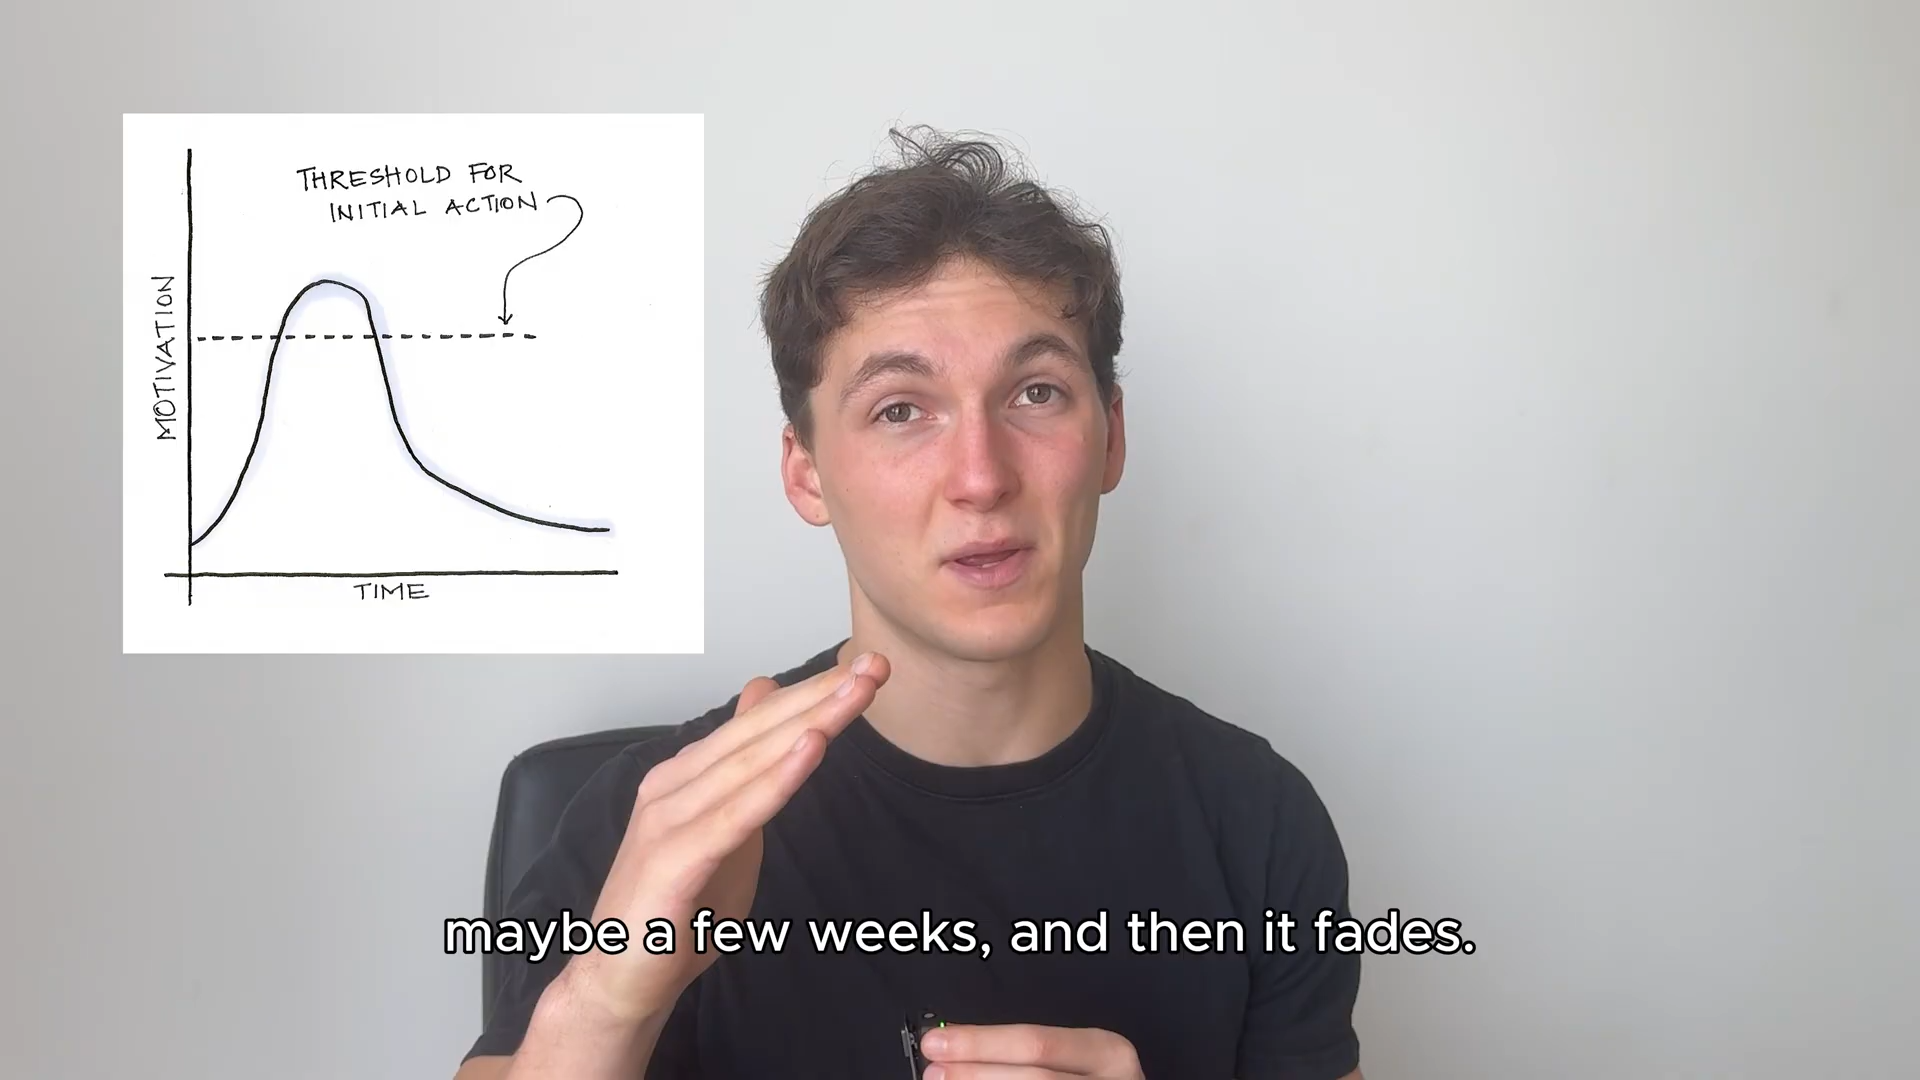 THRESHOLD FOR
INITIAL ACTION
MOTIVATION
TIME
maybe a few weeks, and then it fades.